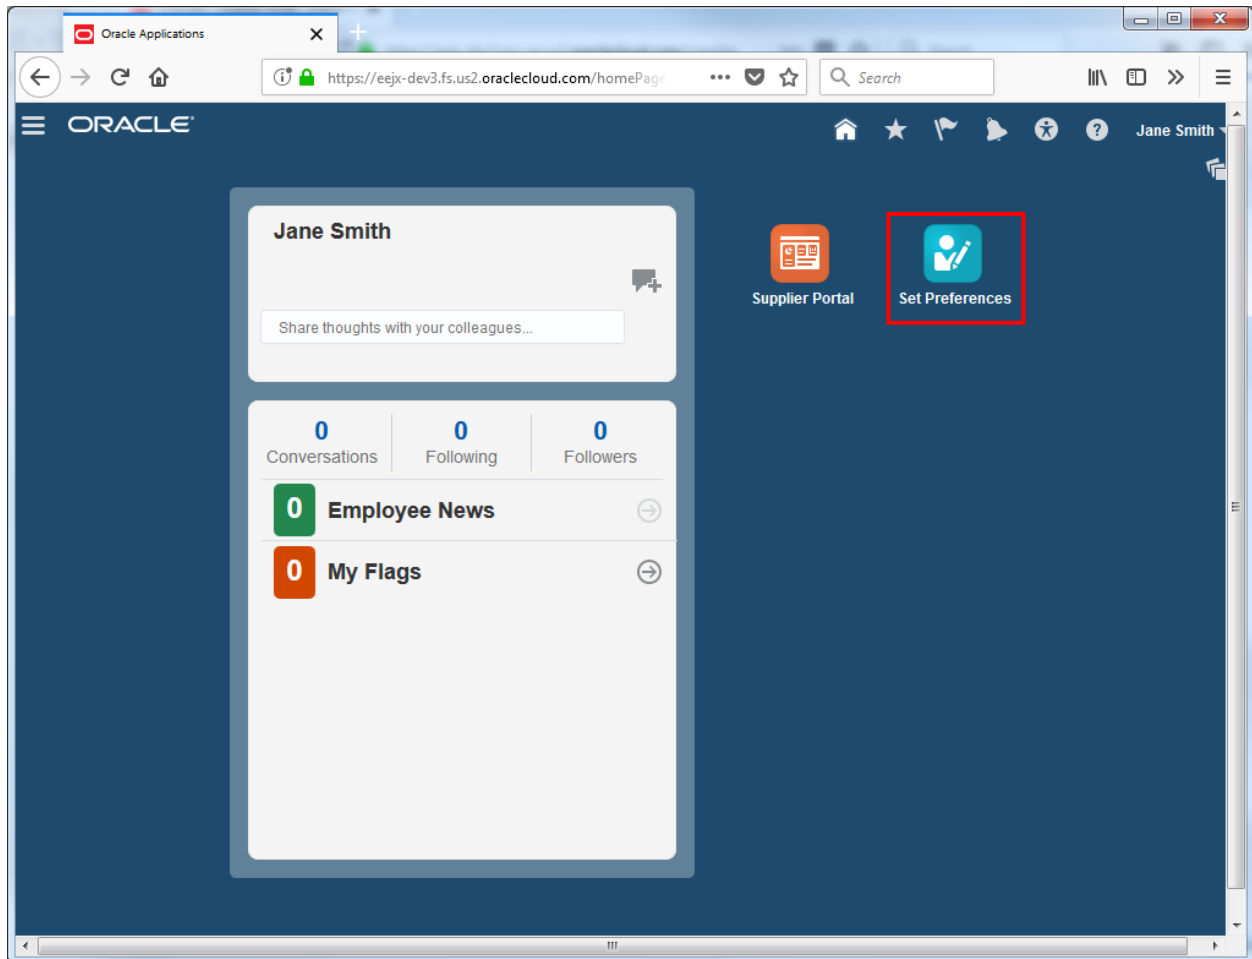 Oracle Applications
https://eejx-dev3.fs.us2.oraclecloud.com/homePage
Search
ORACLE
Jane Smith
Jane Smith
Share thoughts with your colleagues...
Supplier Portal
Set Preferences
0
Conversations
0
Following
0
Followers
0 Employee News
0 My Flags